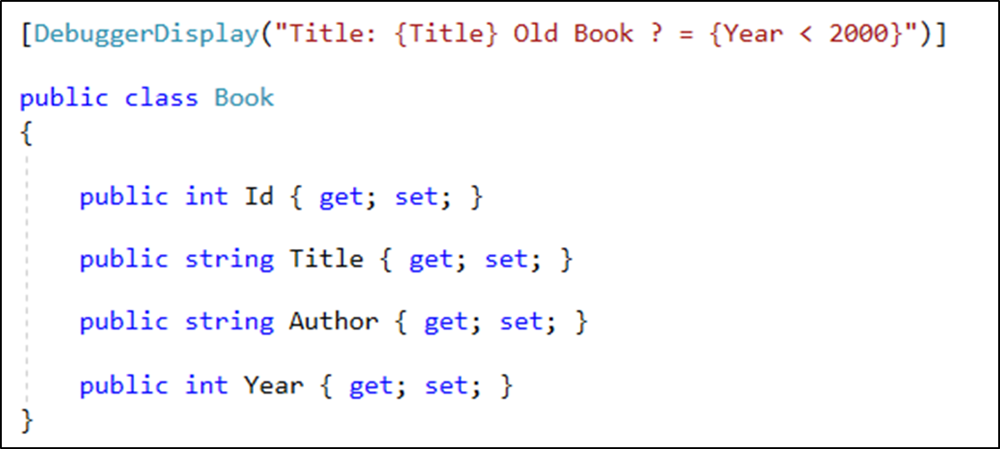 [DebuggerDisplay("Title: {Title} Old Book ? = {Year < 2000}")]
public class Book
{
public int Id { get; set; }
public string Title { get; set; }
public string Author { get; set; }
public int Year { get; set; }
}